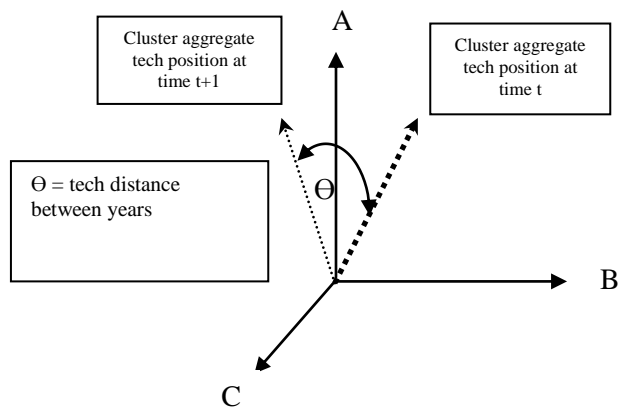 A
Cluster aggregate
tech position at
time t+1
Cluster aggregate
tech position at
time t
Ɵ = tech distance
between years
Ɵ
B
C